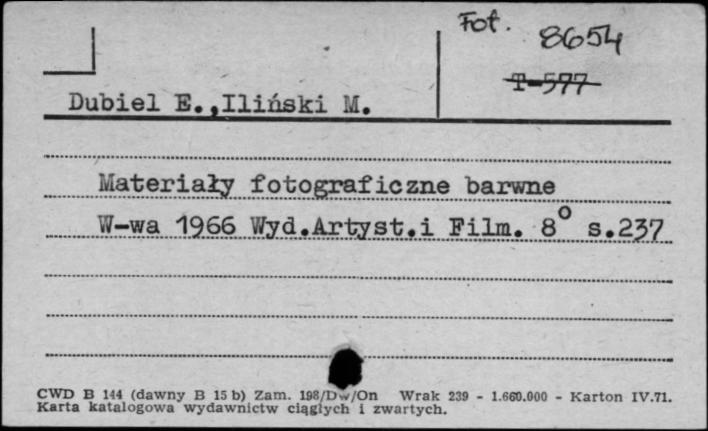 Fot. 8654
T-577
Dubiel E.,Iliński M.
Materiały fotograficzne barwne
W-wa 1966 Wyd.Artyst.i Film. 8° s.237
CWD B 144 (dawny B 15 b) Zam. 198/Dw/On Wrak 239 - 1.660.000 - Karton IV.71.
Karta katalogowa wydawnictw ciągłych i zwartych.